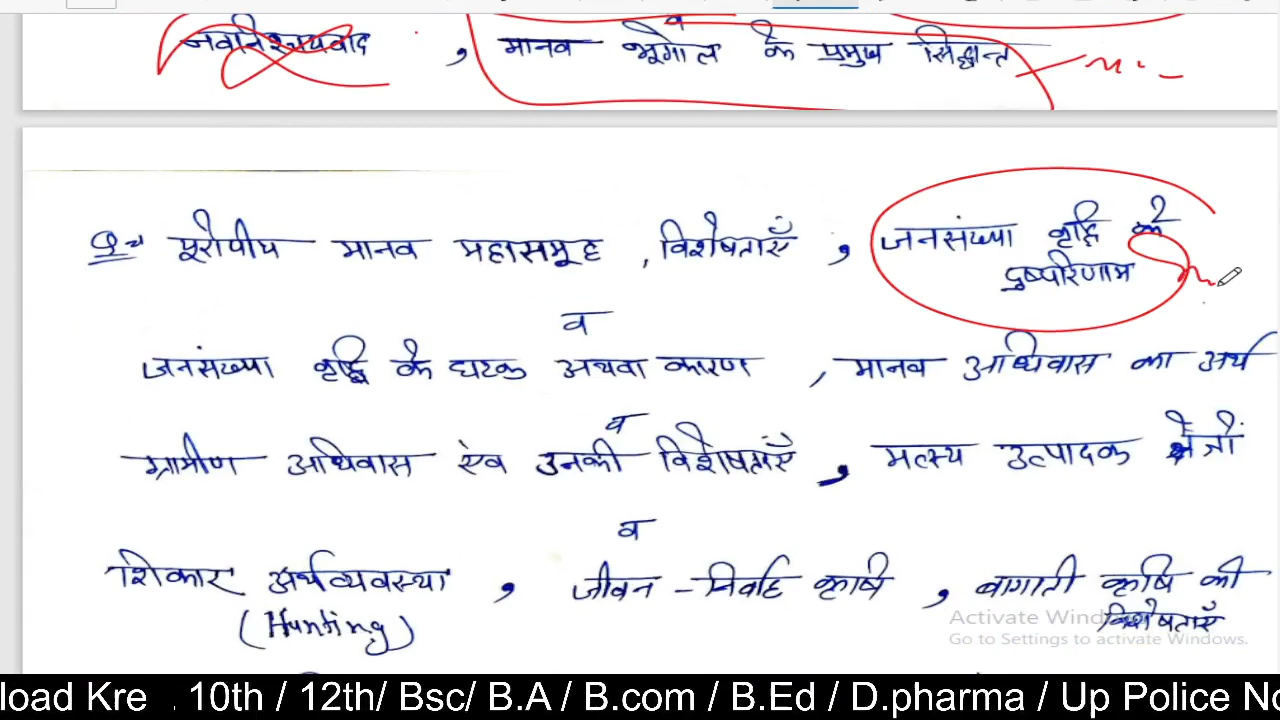 नवनिश्चयवाद , मानव भूगोल के प्रमुख सिद्धान्त
व
Q⇒ यूरोपीय मानव महासमूह , विशेषताएँ , जनसंख्या वृद्धि के
दुष्परिणाम
व
जनसंख्या वृद्धि के घटक अथवा कारण , मानव अधिवास का अर्थ
व
ग्रामीण अधिवास एंव उनकी विशेषताएँ , मत्स्य उत्पादक क्षेत्रों
व
शिकार अर्थव्यवस्था , जीवन - निर्वाह कृषि , बागाती कृषि की
(Hunting) विशेषताएँ
Activate Windows
Go to Settings to activate Windows.
load Kre . 10th / 12th/ Bsc/ B.A / B.com / B.Ed / D.pharma / Up Police No